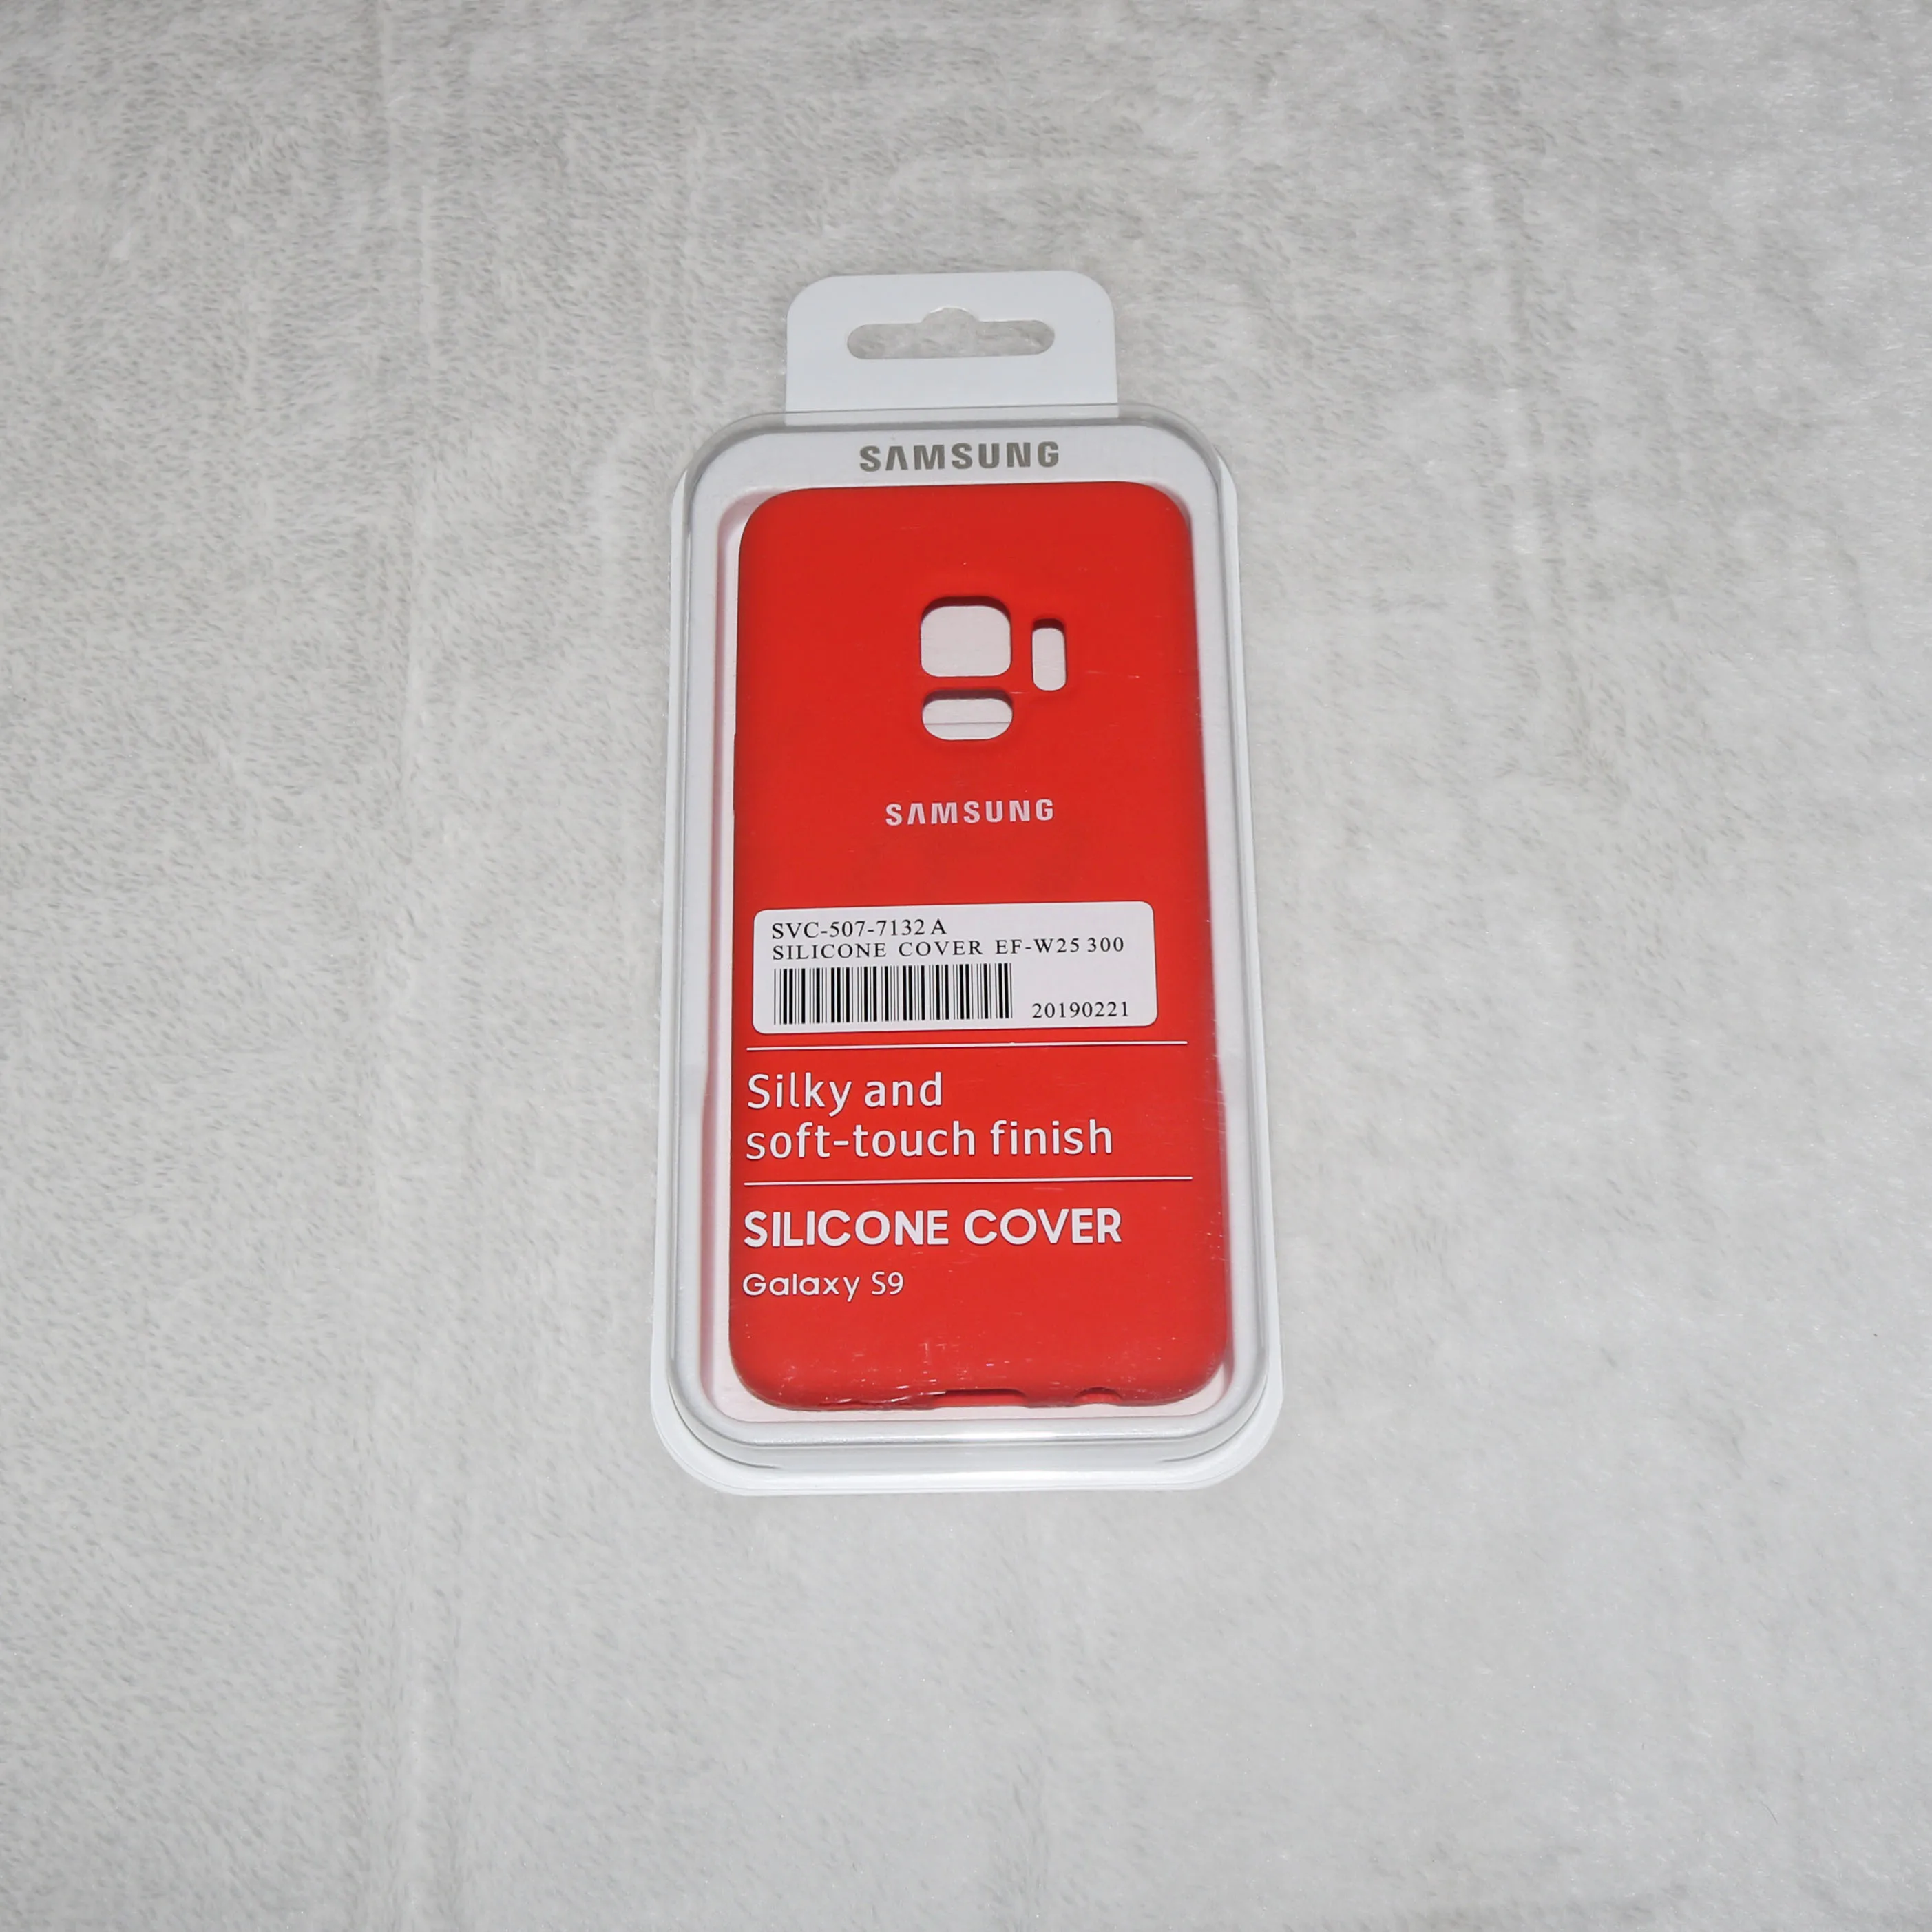 SAMSUNG
SAMSUNG
SVC-507-7132 A
SILICONE COVER EF-W25 300
20190221
Silky and
soft-touch finish
SILICONE COVER
Galaxy S9